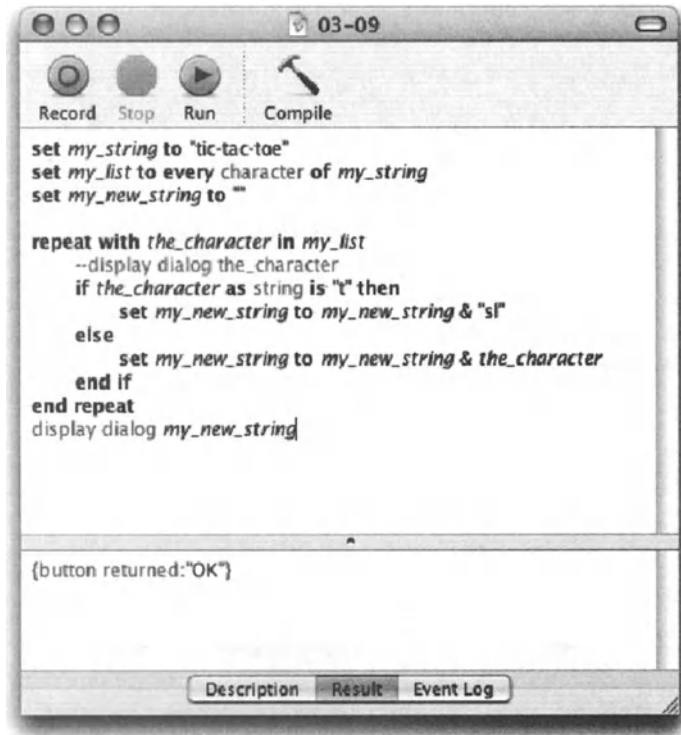 03-09
Record Stop Run Compile
set my_string to "tic-tac-toe"
set my_list to every character of my_string
set my_new_string to ""
repeat with the_character in my_list
--display dialog the_character
if the_character as string is "t" then
set my_new_string to my_new_string & "sl"
else
set my_new_string to my_new_string & the_character
end if
end repeat
display dialog my_new_string
{button returned:"OK"}
Description Result Event Log